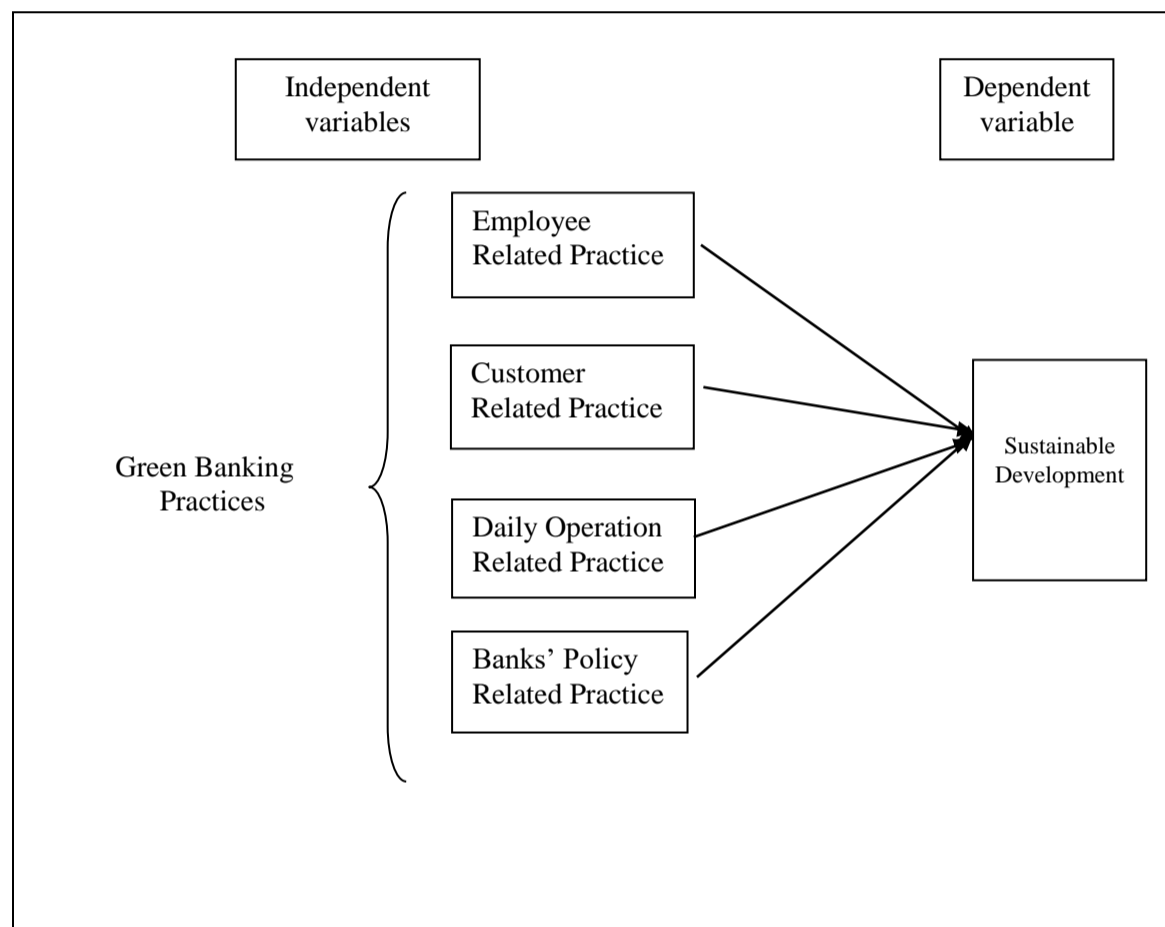 Independent
variables
Dependent
variable
Green Banking
Practices
Employee
Related Practice
Customer
Related Practice
Daily Operation
Related Practice
Banks’ Policy
Related Practice
Sustainable
Development